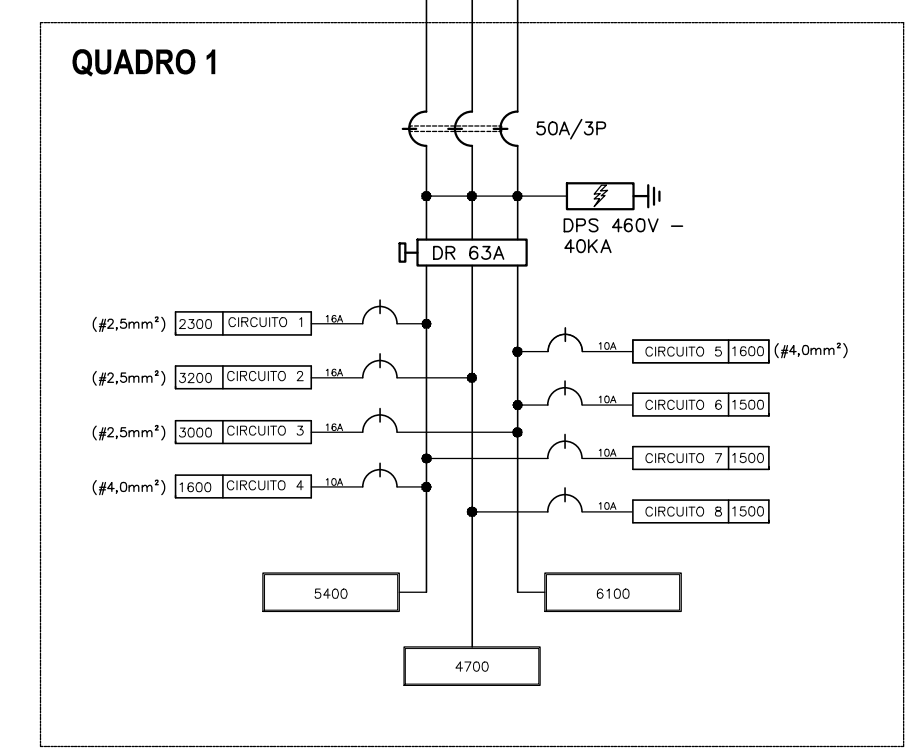 QUADRO 1
50A/3P
DPS 460V –
40KA
DR 63A
(#2,5mm²) 2300 CIRCUITO 1 16A
(#2,5mm²) 3200 CIRCUITO 2 16A
(#2,5mm²) 3000 CIRCUITO 3 16A
(#4,0mm²) 1600 CIRCUITO 4 10A
10A CIRCUITO 5 1600 (#4,0mm²)
10A CIRCUITO 6 1500
10A CIRCUITO 7 1500
10A CIRCUITO 8 1500
5400
6100
4700